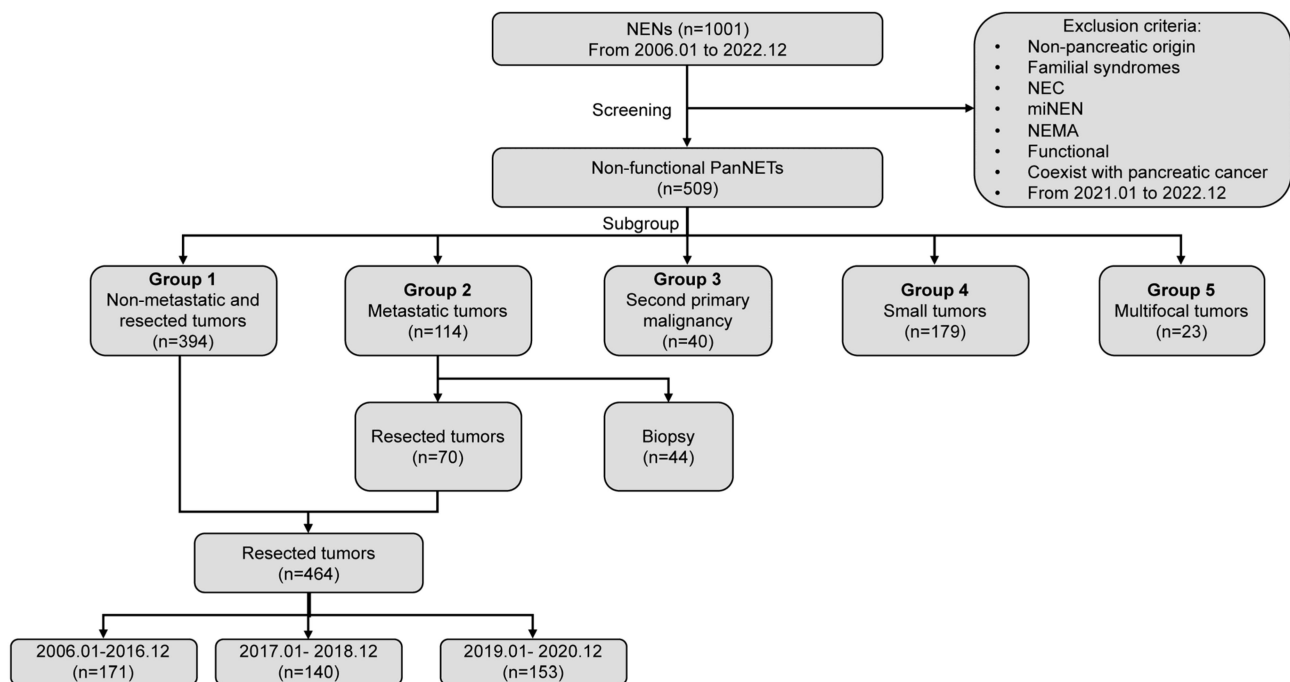 NENs (n=1001)
From 2006.01 to 2022.12
Exclusion criteria:
• Non-pancreatic origin
• Familial syndromes
• NEC
• miNEN
• NEMA
• Functional
• Coexist with pancreatic cancer
• From 2021.01 to 2022.12
Screening
Non-functional PanNETs
(n=509)
Subgroup
Group 1
Non-metastatic and
resected tumors
(n=394)
Group 2
Metastatic tumors
(n=114)
Group 3
Second primary
malignancy
(n=40)
Group 4
Small tumors
(n=179)
Group 5
Multifocal tumors
(n=23)
Resected tumors
(n=70)
Biopsy
(n=44)
Resected tumors
(n=464)
2006.01-2016.12
(n=171)
2017.01- 2018.12
(n=140)
2019.01- 2020.12
(n=153)